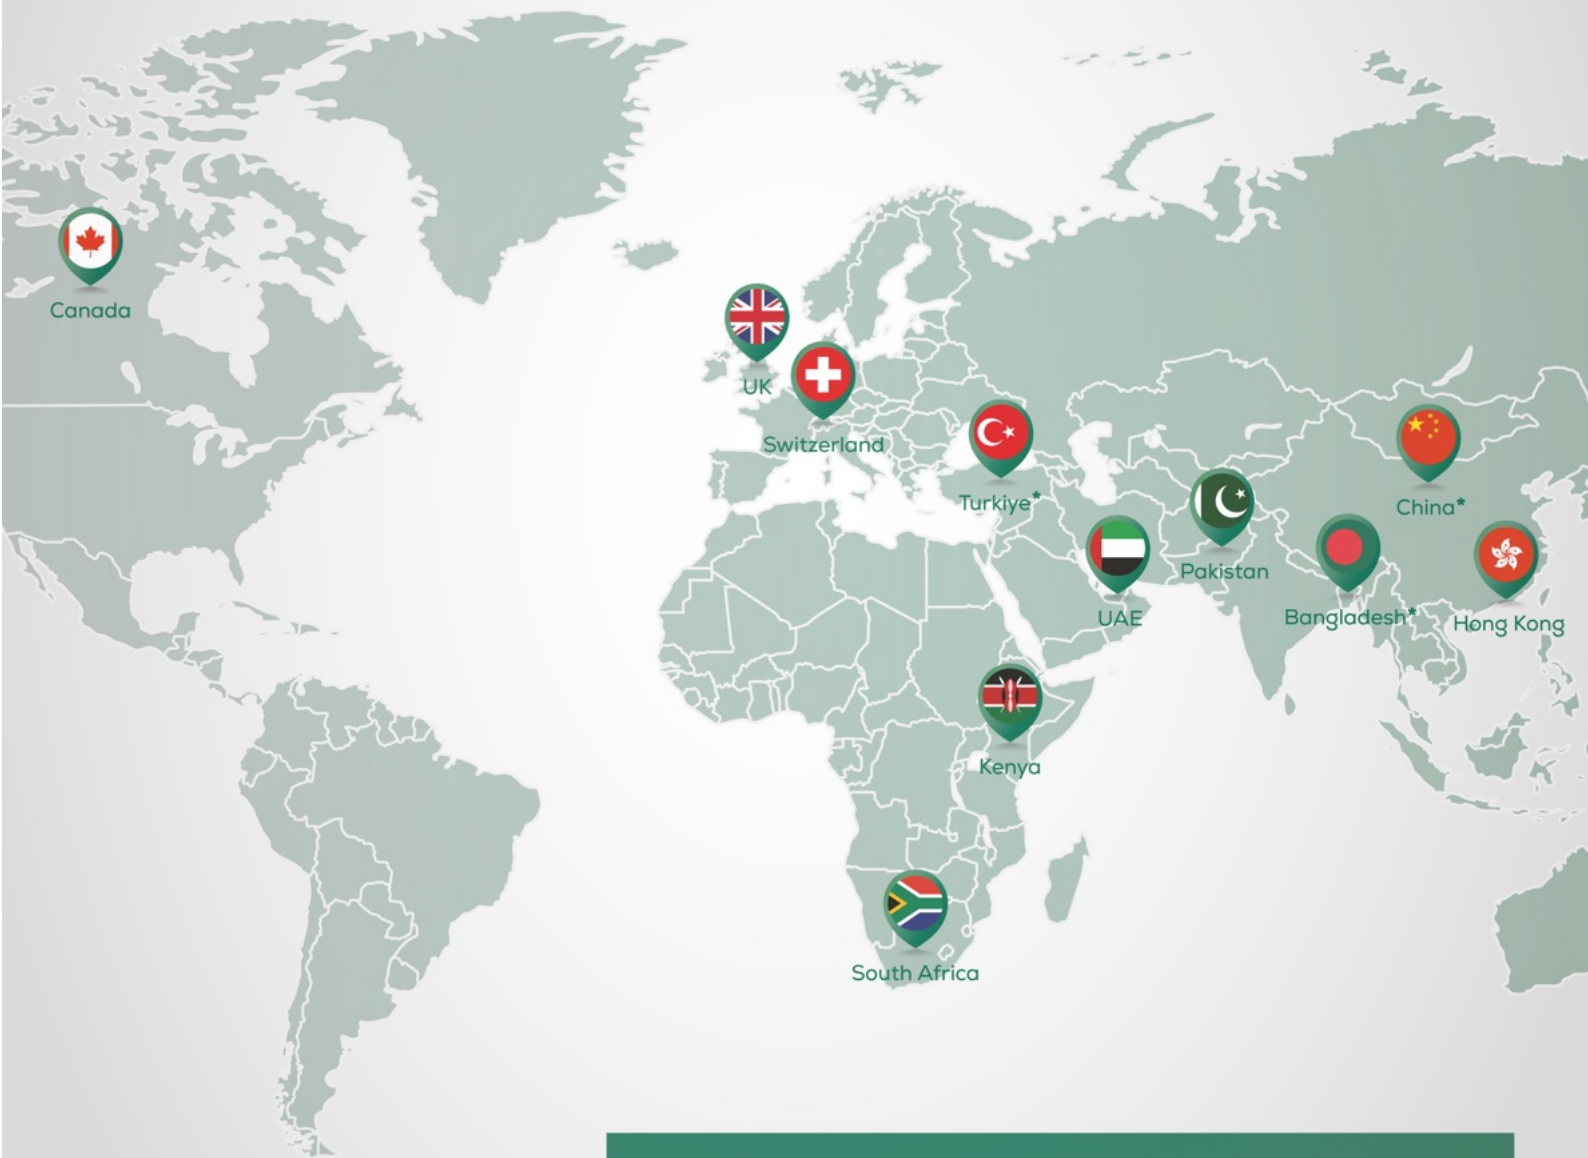 Canada
UK
Switzerland
Turkiye*
China*
Pakistan
UAE
Bangladesh*
Hong Kong
Kenya
South Africa